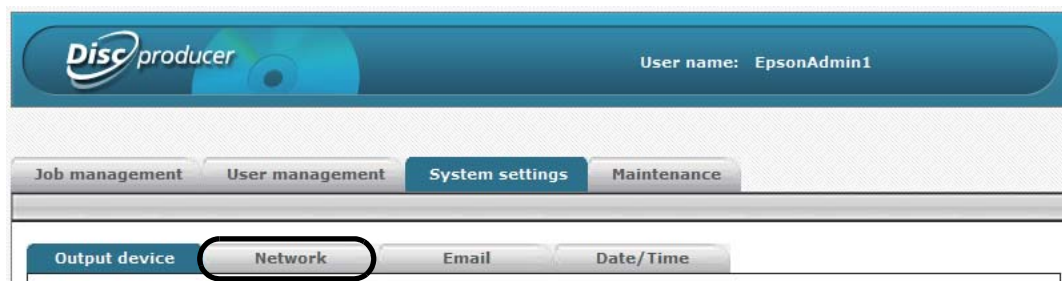 Disc producer
User name: EpsonAdmin1
Job management User management System settings Maintenance
Output device Network Email Date/Time